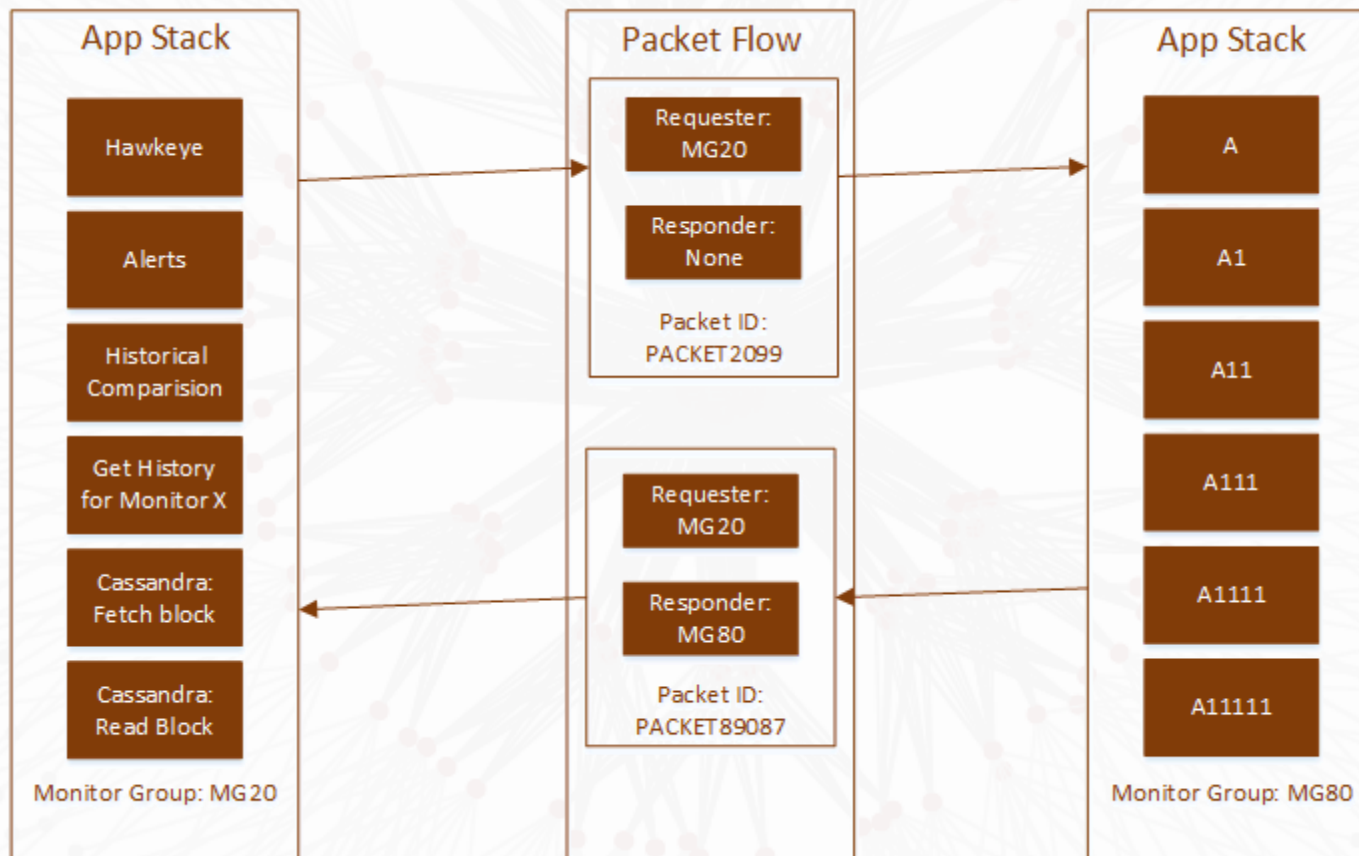 App Stack
Hawkeye
Alerts
Historical
Comparision
Get History
for Monitor X
Cassandra:
Fetch block
Cassandra:
Read Block
Monitor Group: MG20
Packet Flow
Requester:
MG20
Responder:
None
Packet ID:
PACKET2099
Requester:
MG20
Responder:
MG80
Packet ID:
PACKET89087
App Stack
A
A1
A11
A111
A1111
A11111
Monitor Group: MG80